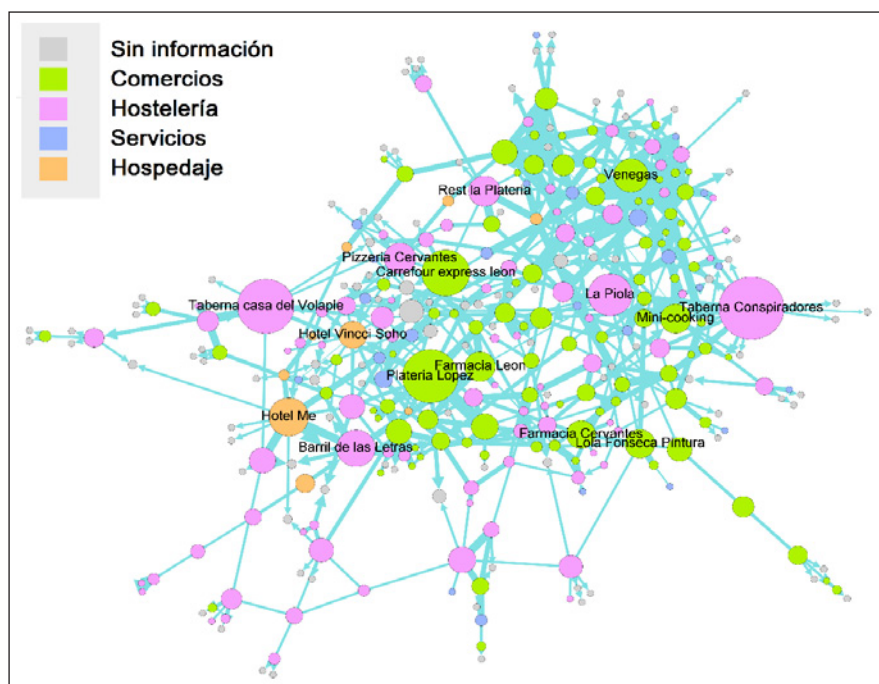 Sin información
Comercios
Hostelería
Servicios
Hospedaje
Venegas
Rest la Plateria
Pizzeria Cervantes
Carrefour express leon
Taberna casa del Volapie
La Piola
Taberna Conspiradores
Mini-cooking
Hotel Vincci Soho
Farmacia Leon
Plateria Lopez
Hotel Me
Farmacia Cervantes
Lola Fonseca Pintura
Barril de las Letras